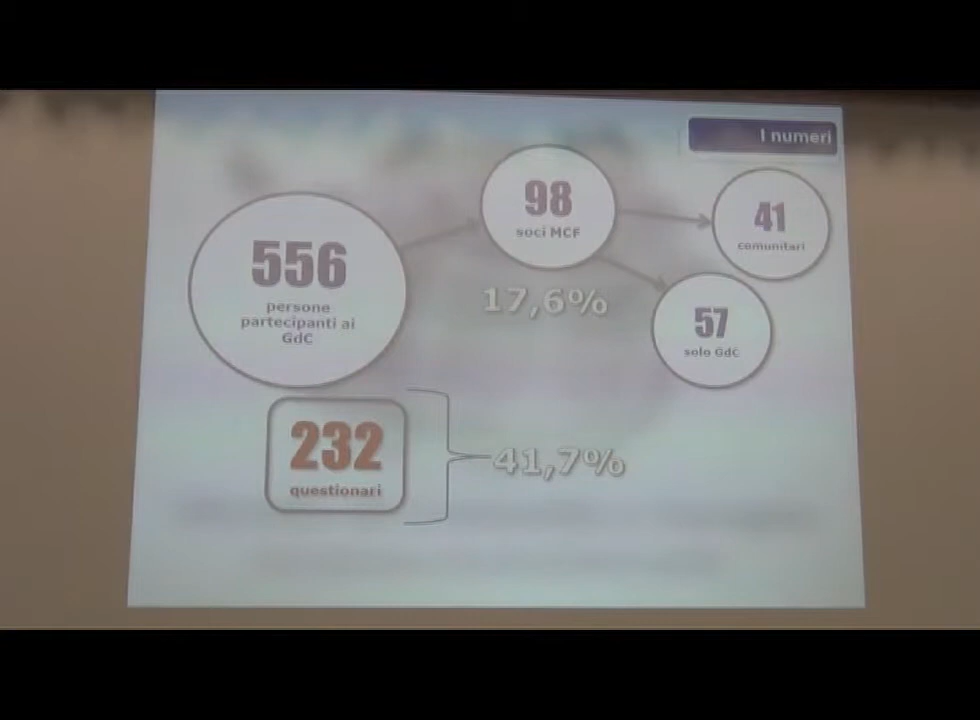 I numeri
556
persone
partecipanti ai
GdC
98
soci MCF
17,6%
41
comunitari
57
solo GdC
232
questionari
41,7%